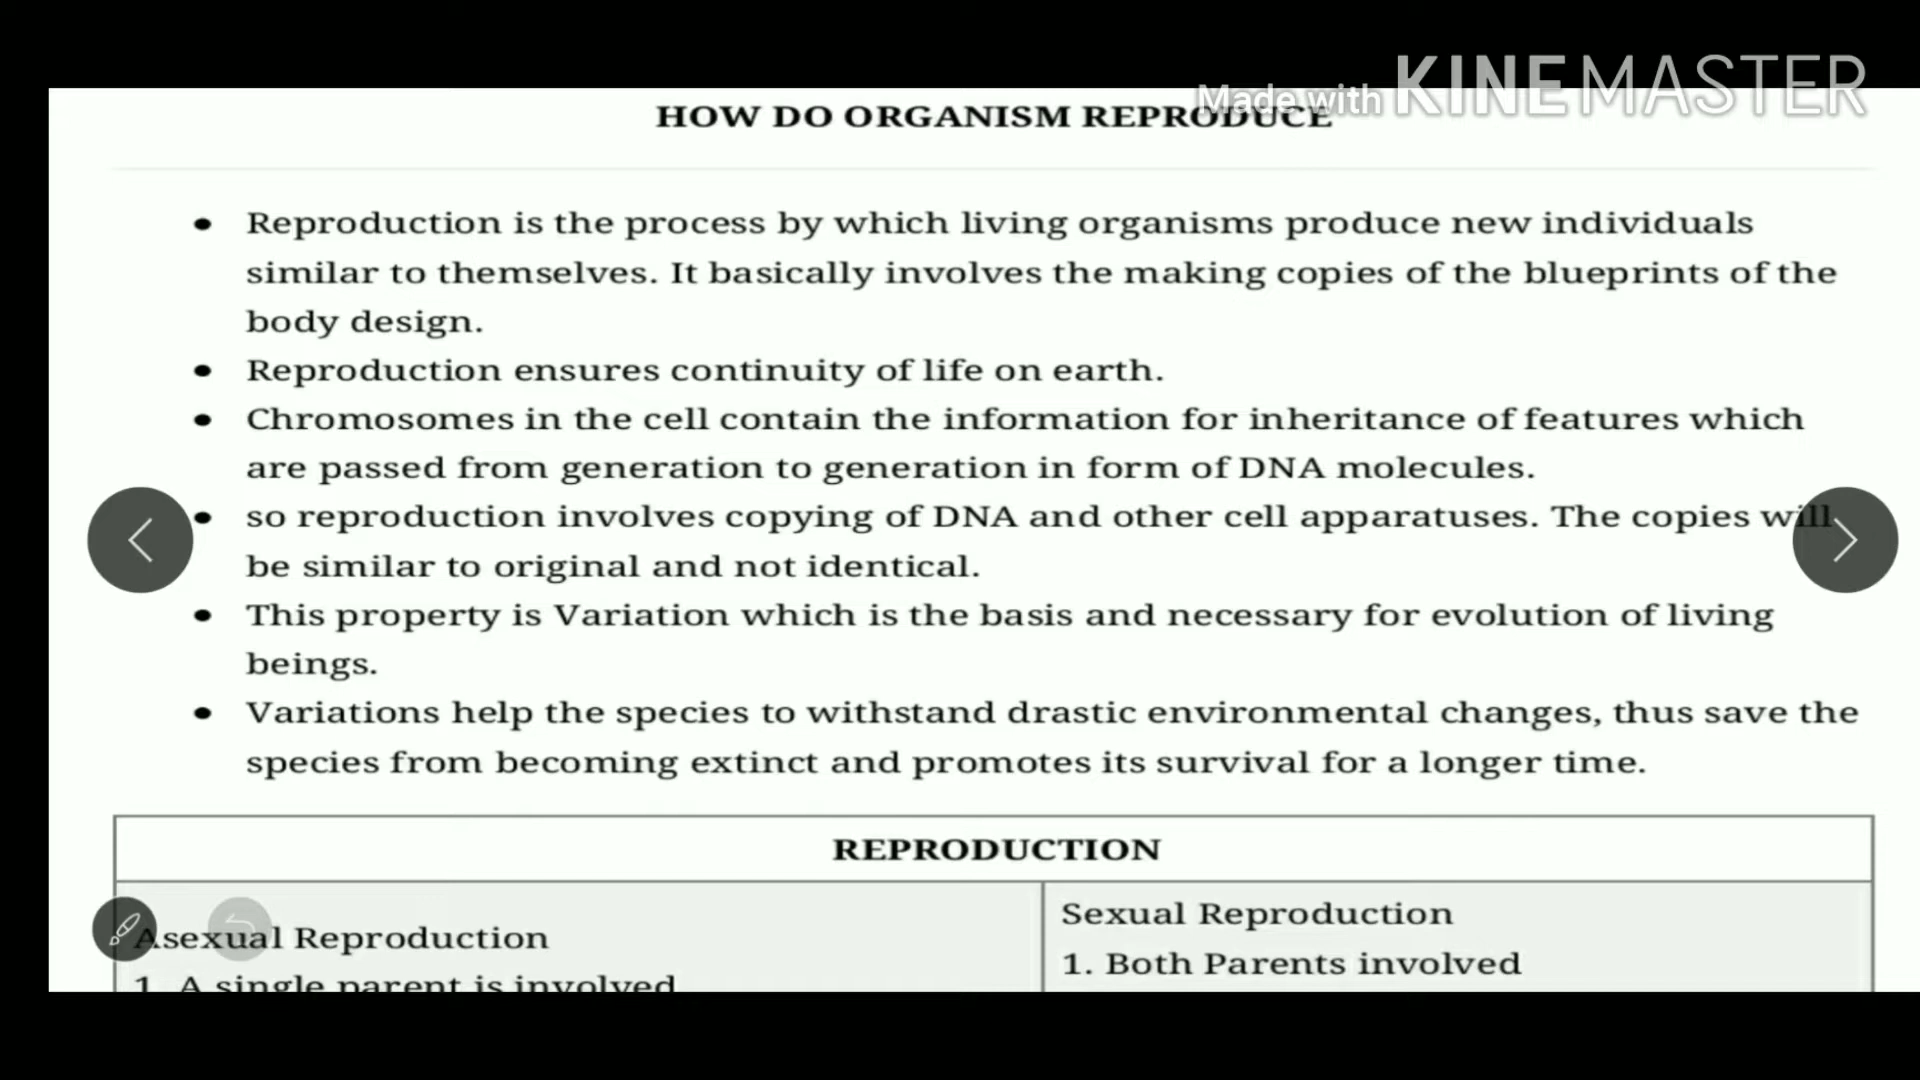 Made with KINEMASTER
HOW DO ORGANISM REPRODUCE
• Reproduction is the process by which living organisms produce new individuals
similar to themselves. It basically involves the making copies of the blueprints of the
body design.
• Reproduction ensures continuity of life on earth.
• Chromosomes in the cell contain the information for inheritance of features which
are passed from generation to generation in form of DNA molecules.
• so reproduction involves copying of DNA and other cell apparatuses. The copies will
be similar to original and not identical.
• This property is Variation which is the basis and necessary for evolution of living
beings.
• Variations help the species to withstand drastic environmental changes, thus save the
species from becoming extinct and promotes its survival for a longer time.
REPRODUCTION
Asexual Reproduction
1. A single parent is involved
Sexual Reproduction
1. Both Parents involved